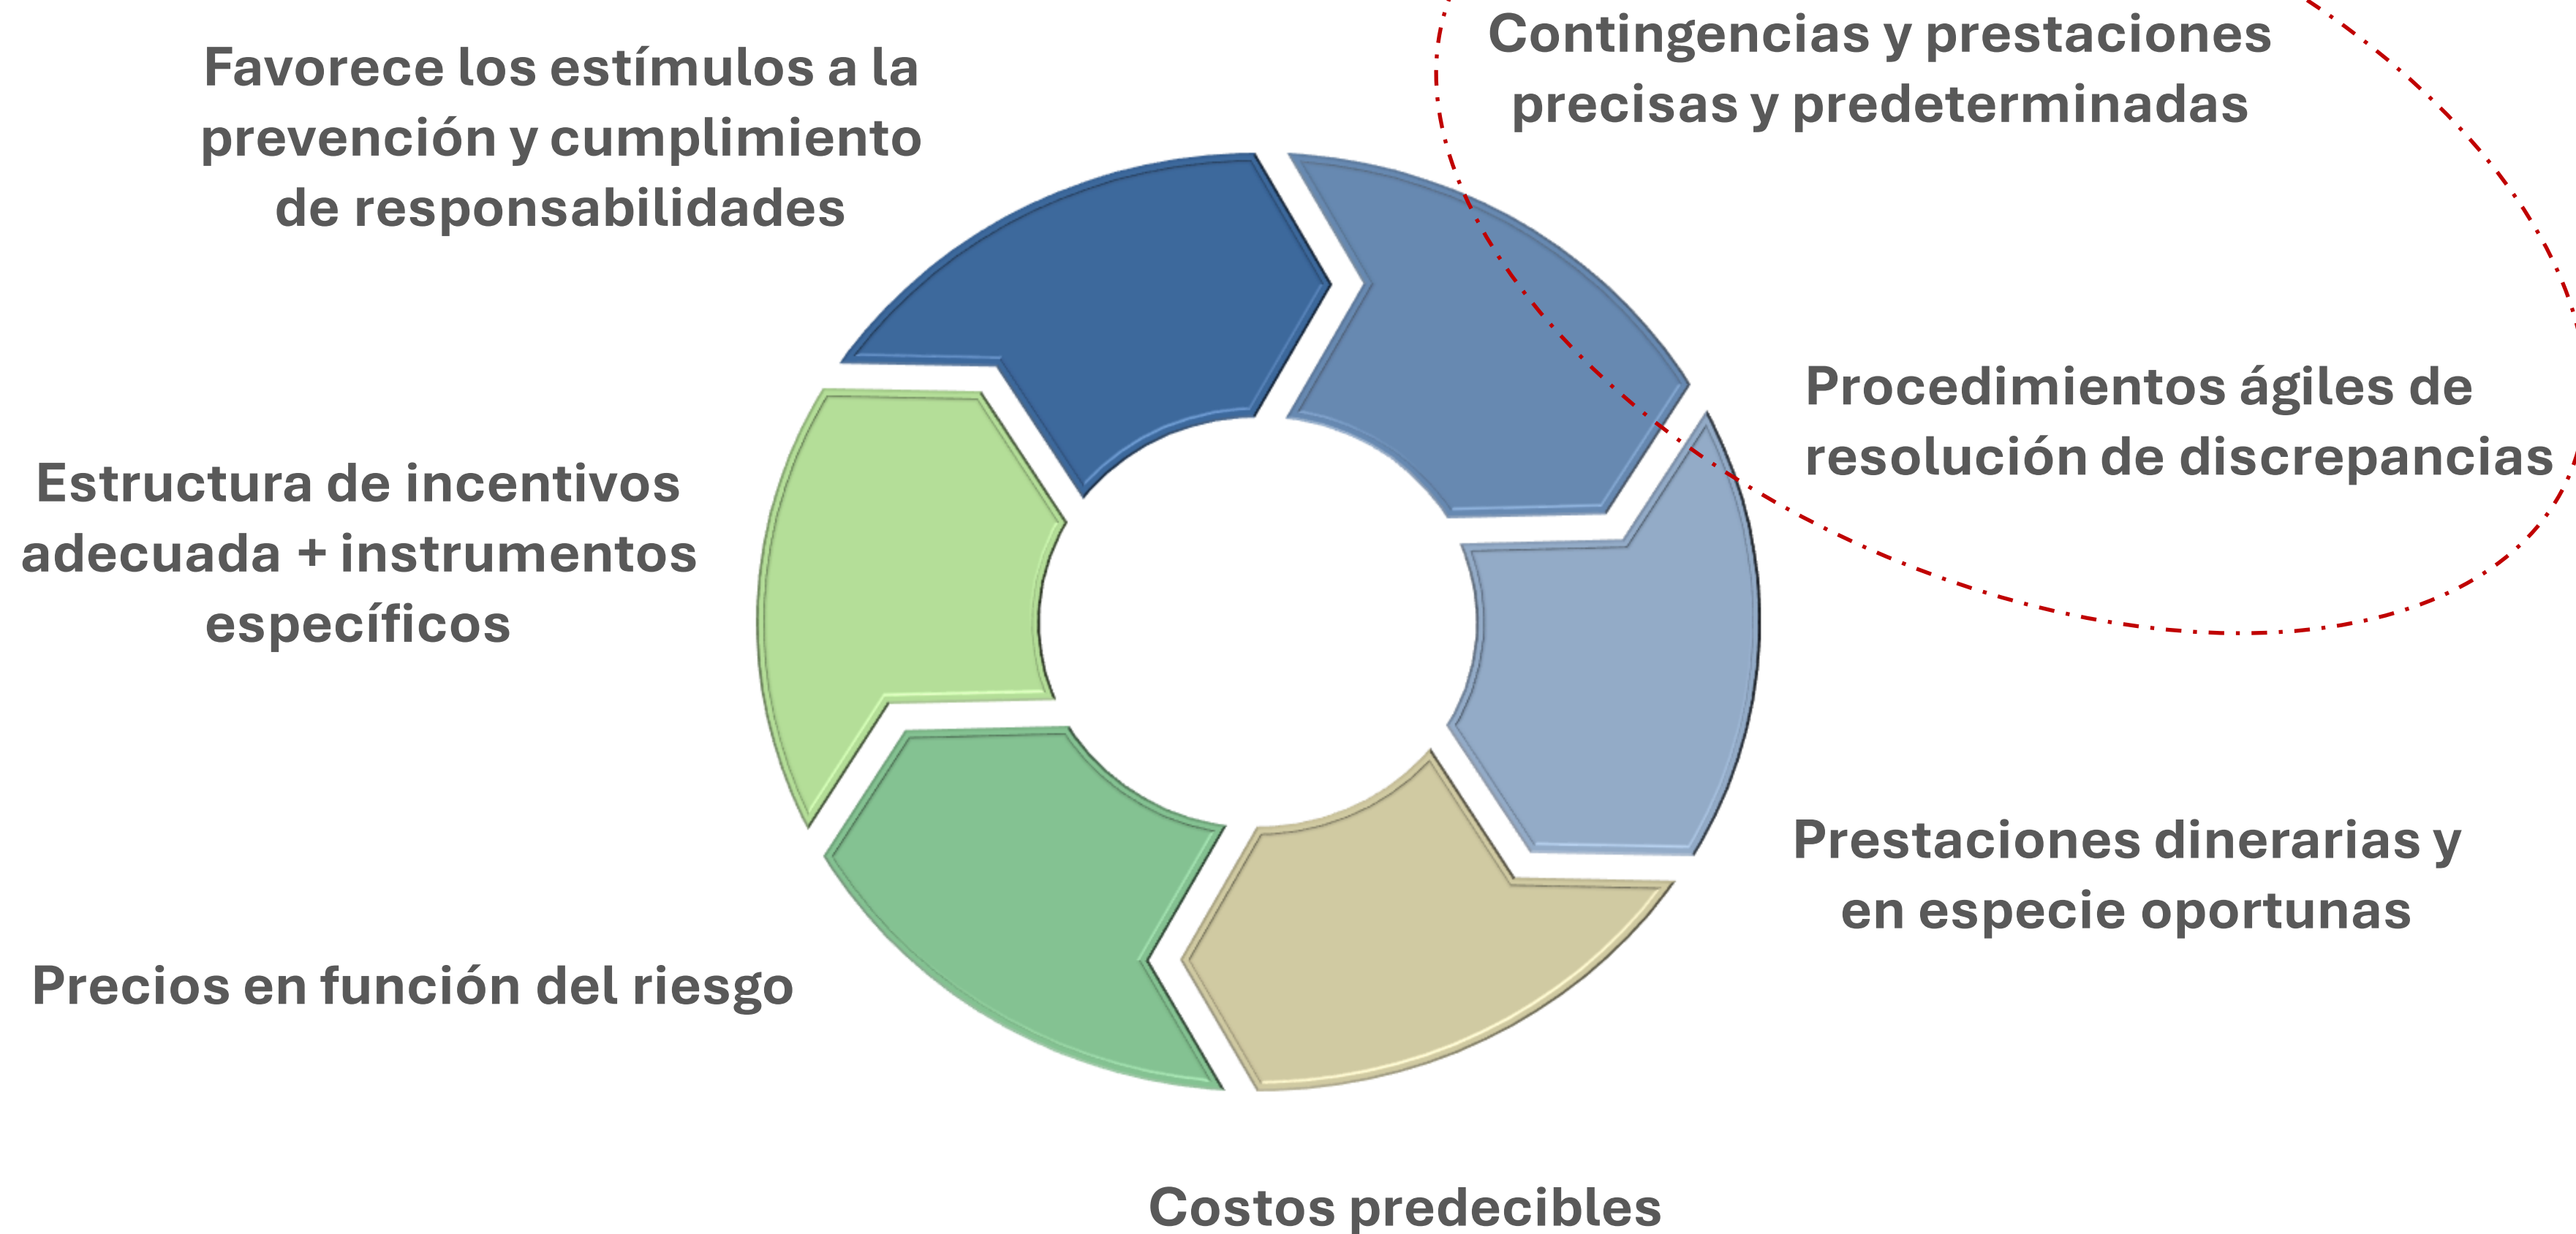 Favorece los estímulos a la
prevención y cumplimiento
de responsabilidades
Contingencias y prestaciones
precisas y predeterminadas
Procedimientos ágiles de
resolución de discrepancias
Estructura de incentivos
adecuada + instrumentos
específicos
Prestaciones dinerarias y
en especie oportunas
Precios en función del riesgo
Costos predecibles